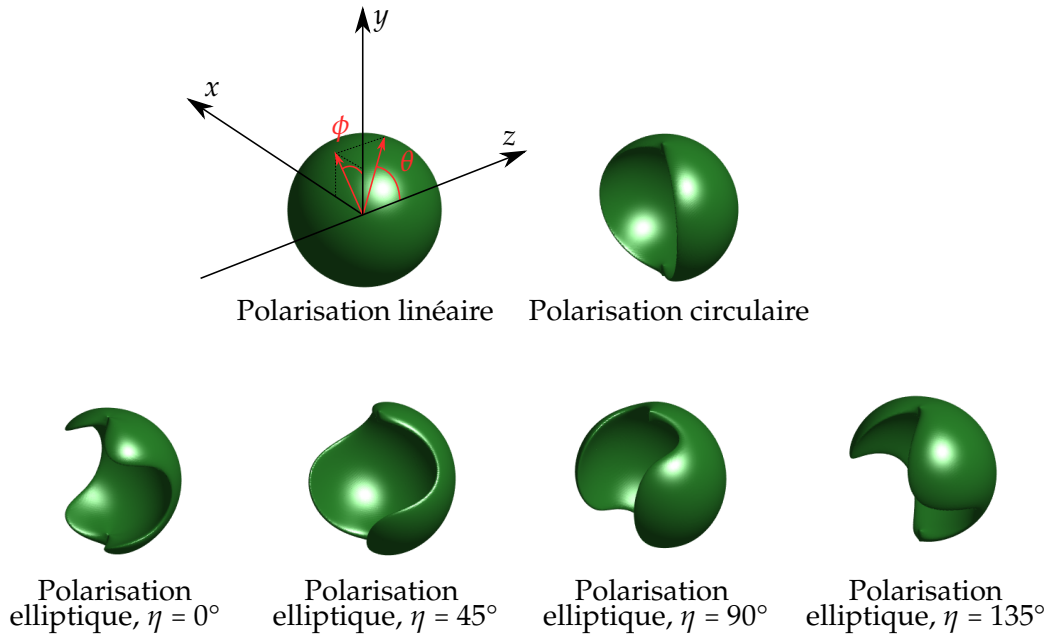 y
x
ϕ
z
θ
Polarisation linéaire
Polarisation circulaire
Polarisation
elliptique, η = 0°
Polarisation
elliptique, η = 45°
Polarisation
elliptique, η = 90°
Polarisation
elliptique, η = 135°